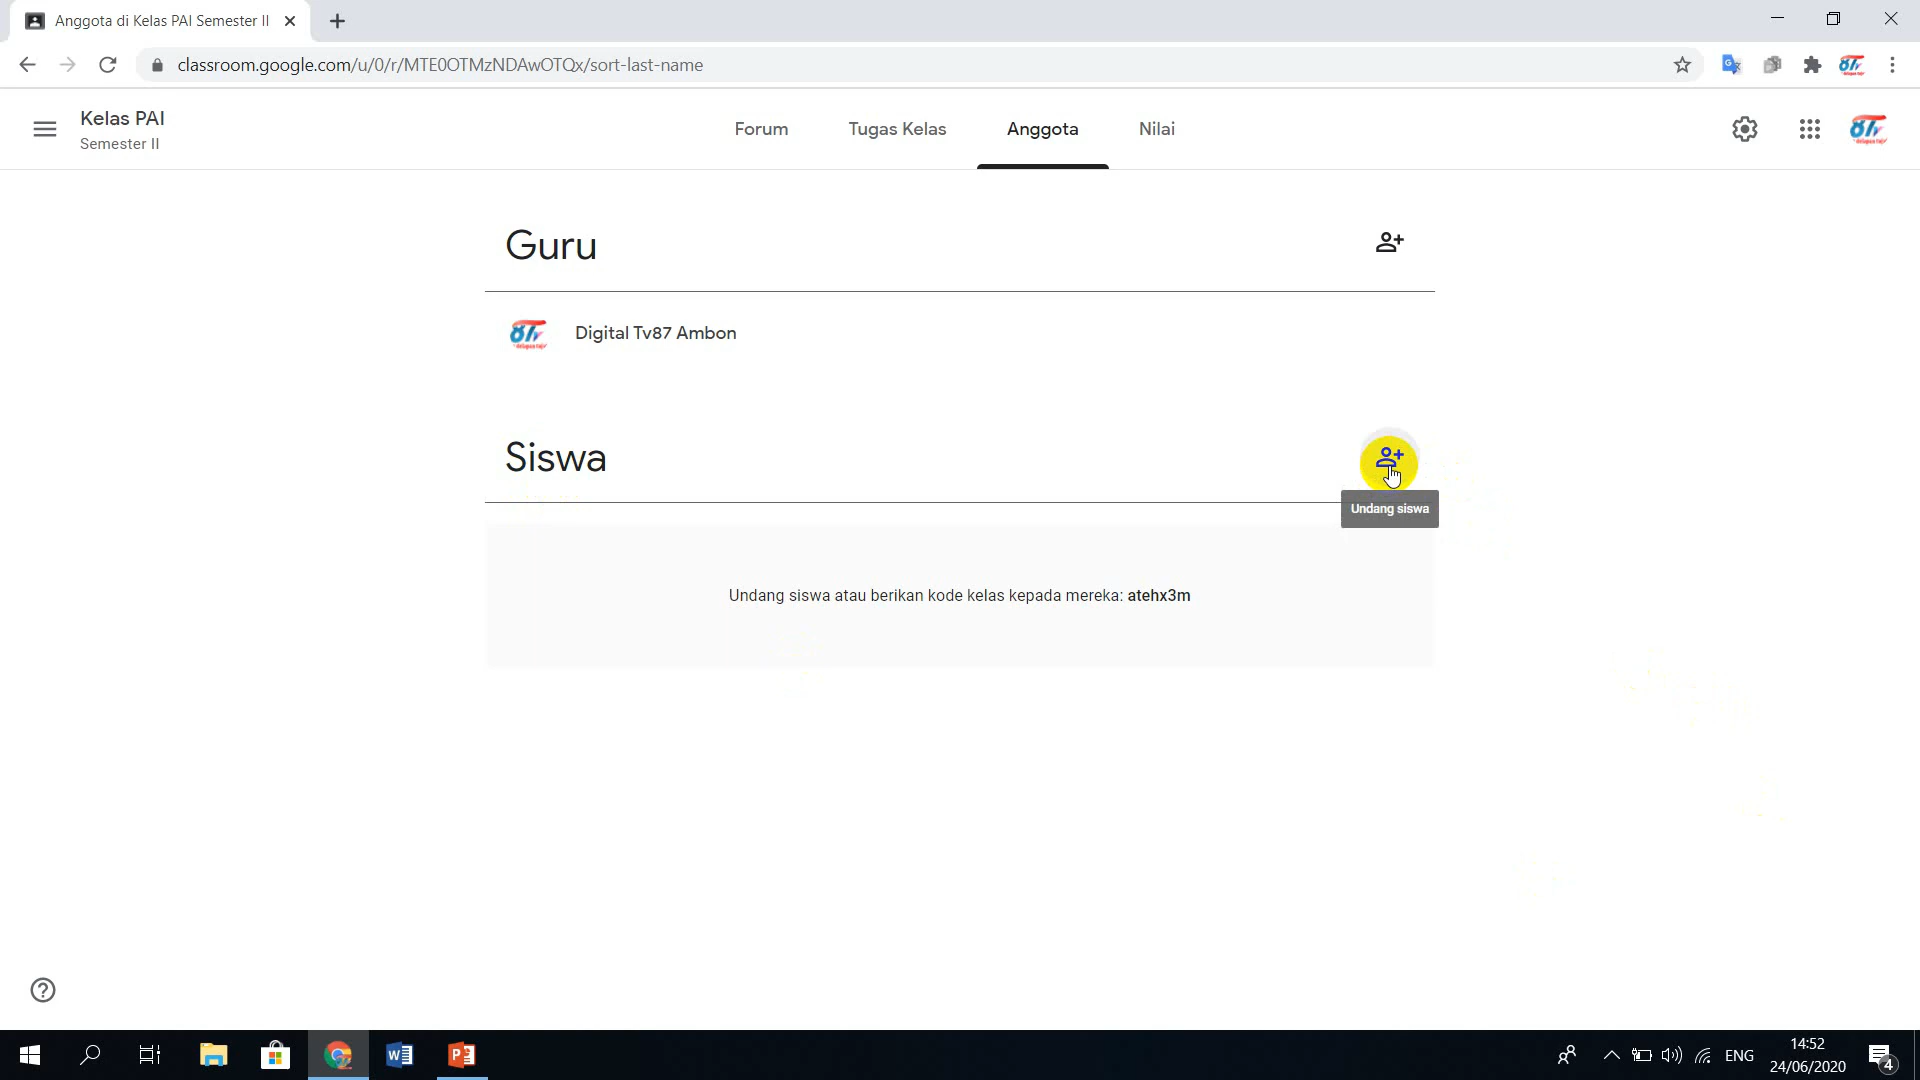 Anggota di Kelas PAI Semester II
classroom.google.com/u/0/r/MTE0OTMzNDAwOTQx/sort-last-name
Kelas PAI
Semester II
Forum
Tugas Kelas
Anggota
Nilai
Guru
Digital Tv87 Ambon
Siswa
Undang siswa
Undang siswa atau berikan kode kelas kepada mereka: atehx3m
ENG
14:52
24/06/2020
4